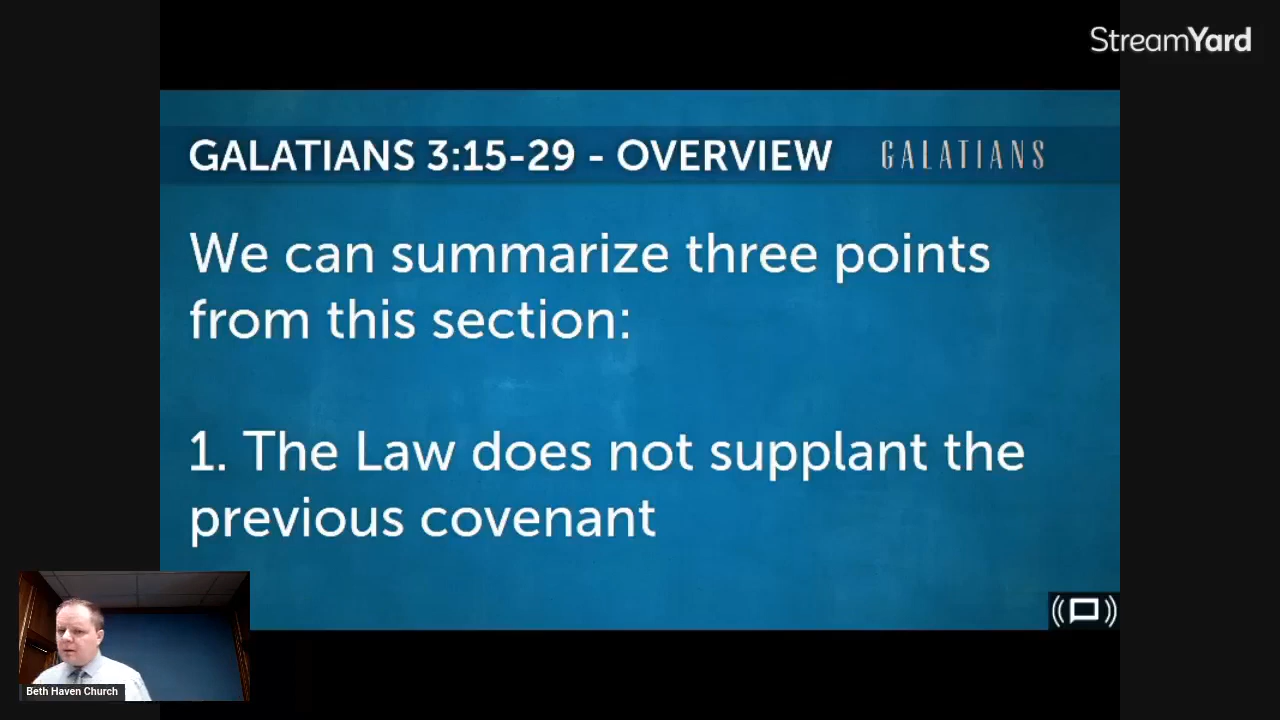 StreamYard
GALATIANS 3:15-29 - OVERVIEW
GALATIANS
We can summarize three points
from this section:
1. The Law does not supplant the
previous covenant
Beth Haven Church